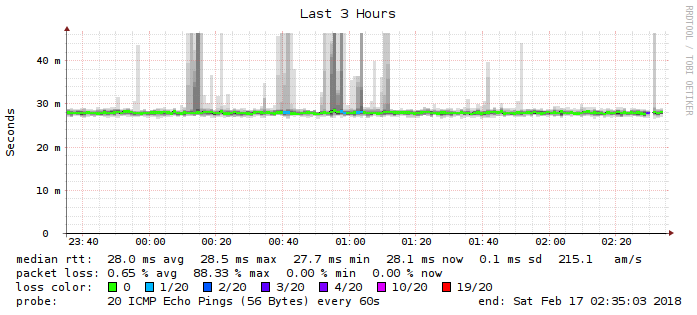 Last 3 Hours
RRDTOOL / TOBI OETIKER
Seconds
40 m
30 m
20 m
10 m
0
23:40 00:00 00:20 00:40 01:00 01:20 01:40 02:00 02:20
median rtt: 28.0 ms avg 28.5 ms max 27.7 ms min 28.1 ms now 0.1 ms sd 215.1 am/s
packet loss: 0.65 % avg 88.33 % max 0.00 % min 0.00 % now
loss color: 0 1/20 2/20 3/20 4/20 10/20 19/20
probe: 20 ICMP Echo Pings (56 Bytes) every 60s end: Sat Feb 17 02:35:03 2018